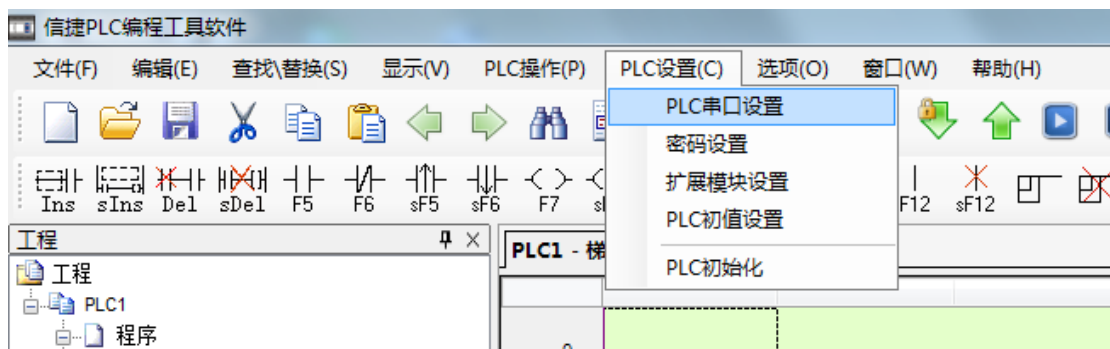 信捷PLC编程工具软件
文件(F) 编辑(E) 查找\替换(S) 显示(V) PLC操作(P) PLC设置(C) 选项(O) 窗口(W) 帮助(H)
PLC串口设置
密码设置
扩展模块设置
PLC初值设置
PLC初始化
Ins sIns Del sDel F5 F6 sF5 sF6 F7 F12 sF12
工程
PLC1 - 梯
工程
PLC1
程序